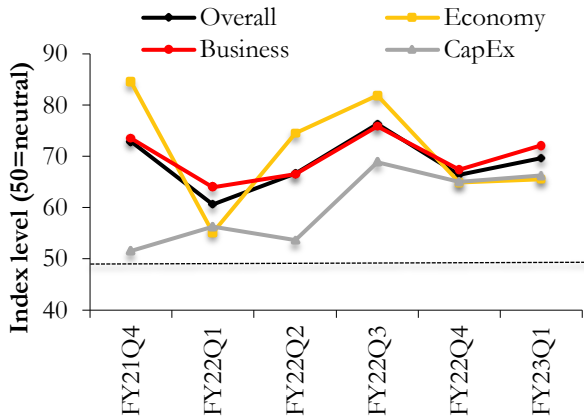 Overall
Economy
Business
CapEx
Index level (50=neutral)
90
80
70
60
50
40
FY21Q4
FY22Q1
FY22Q2
FY22Q3
FY22Q4
FY23Q1